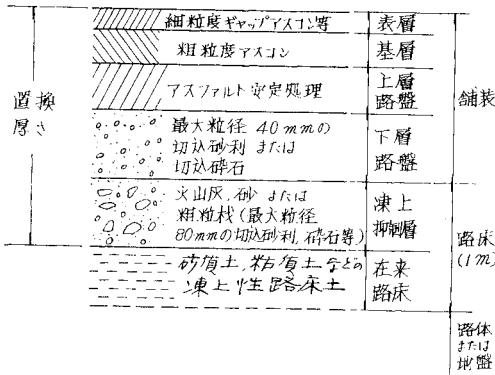 細粒度ギャップアスコン等
表層
粗粒度アスコン
基層
アスファルト安定処理
上層
路盤
最大粒径 40mmの
切込砂利 または
切込砕石
下層
路盤
火山灰,砂 または
粗粒材(最大粒径
80mmの切込砂利,砕石等)
凍上
抑制層
砂質土,粘質土などの
凍上性路床土
在来
路床
置換
厚さ
舗装
路床
(1m)
路体
または
地盤